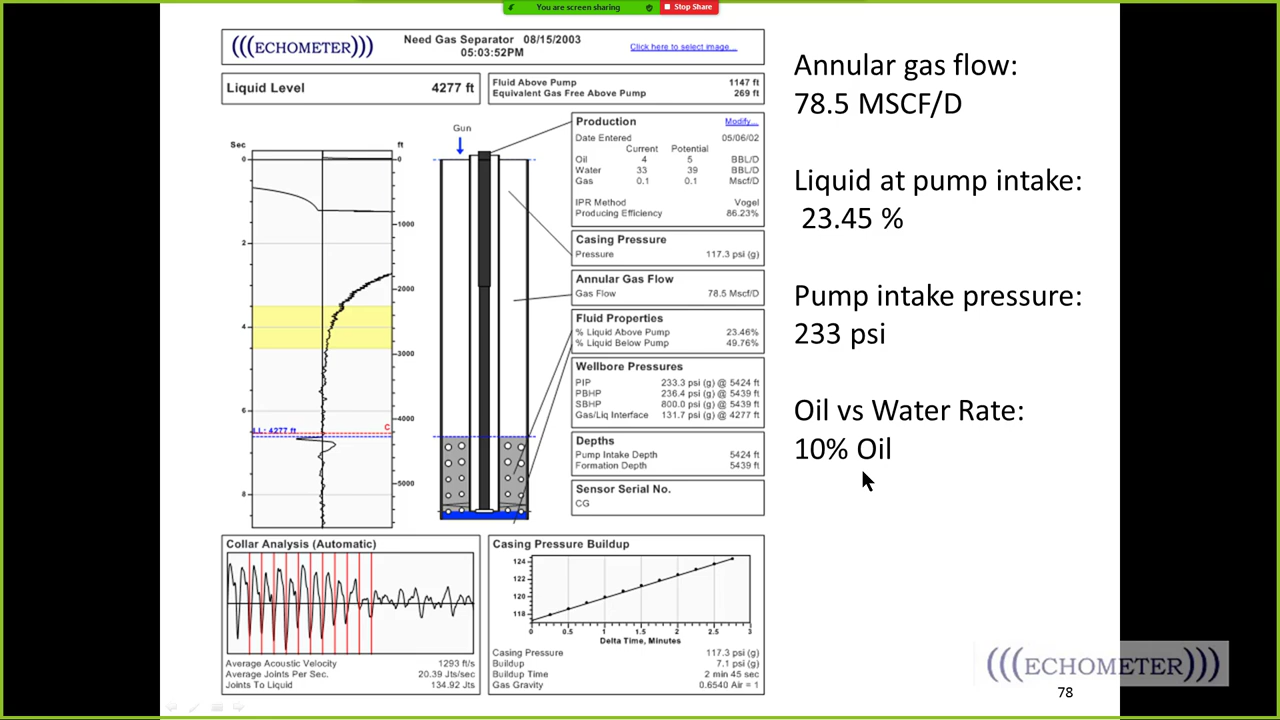 You are screen sharing
Stop Share
(((ECHOMETER)))
Need Gas Separator 08/15/2003
05:03:52PM
Click here to select image...
Liquid Level 4277 ft
Fluid Above Pump 1147 ft
Equivalent Gas Free Above Pump 269 ft
Sec ft
0 0
1000
2
2000
4
3000
6
4000
C
LL: 4277 ft
5000
8
Gun
Production Modify...
Date Entered 05/06/02
Current Potential
Oil 4 5 BBL/D
Water 33 39 BBL/D
Gas 0.1 0.1 Mscf/D
IPR Method Vogel
Producing Efficiency 86.23%
Casing Pressure
Pressure 117.3 psi (g)
Annular Gas Flow
Gas Flow 78.5 Mscf/D
Fluid Properties
% Liquid Above Pump 23.46%
% Liquid Below Pump 49.76%
Wellbore Pressures
PIP 233.3 psi (g) @ 5424 ft
PBHP 236.4 psi (g) @ 5439 ft
SBHP 800.0 psi (g) @ 5439 ft
Gas/Liq Interface 131.7 psi (g) @ 4277 ft
Depths
Pump Intake Depth 5424 ft
Formation Depth 5439 ft
Sensor Serial No.
CG
Collar Analysis (Automatic)
Average Acoustic Velocity 1293 ft/s
Average Joints Per Sec. 20.39 Jts/sec
Joints To Liquid 134.92 Jts
Casing Pressure Buildup
124
122
120
118
0 0.5 1 1.5 2 2.5 3
Delta Time, Minutes
Casing Pressure 117.3 psi (g)
Buildup 7.1 psi (g)
Buildup Time 2 min 45 sec
Gas Gravity 0.6540 Air = 1
Annular gas flow:
78.5 MSCF/D
Liquid at pump intake:
23.45 %
Pump intake pressure:
233 psi
Oil vs Water Rate:
10% Oil
(((ECHOMETER)))
78